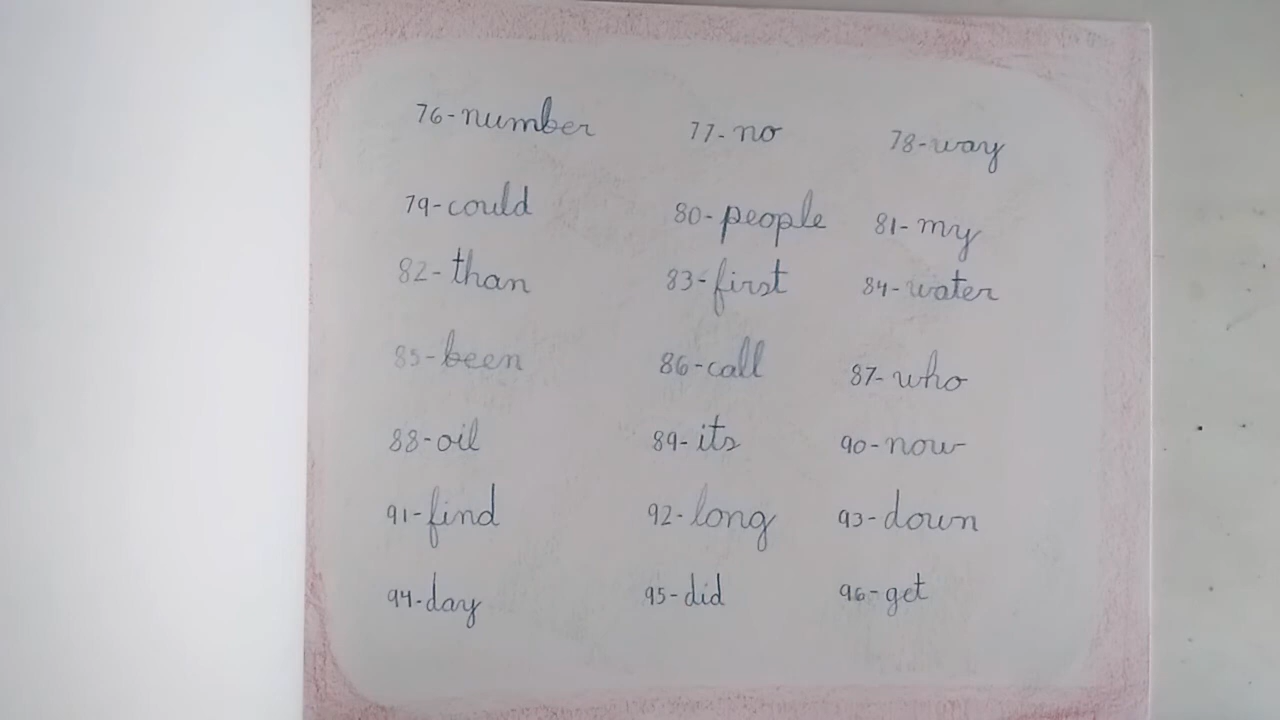 76-number 77-no 78-way
79-could 80-people 81-my
82-than 83-first 84-water
85-been 86-call 87-who
88-oil 89-its 90-now
91-find 92-long 93-down
94-day 95-did 96-get